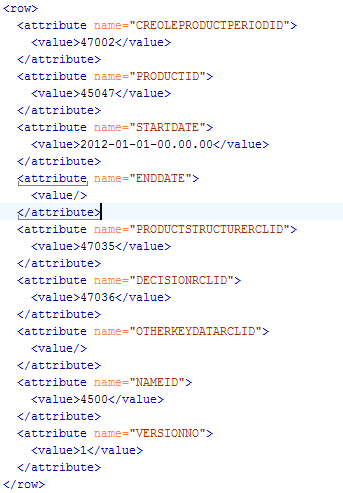 <row>
<attribute name="CREOLEPRODUCTPERIODID">
<value>47002</value>
</attribute>
<attribute name="PRODUCTID">
<value>45047</value>
</attribute>
<attribute name="STARTDATE">
<value>2012-01-01-00.00.00</value>
</attribute>
<attribute name="ENDDATE">
<value/>
</attribute>
<attribute name="PRODUCTSTRUCTURERCLID">
<value>47035</value>
</attribute>
<attribute name="DECISIONRCLID">
<value>47036</value>
</attribute>
<attribute name="OTHERKEYDATARCLID">
<value/>
</attribute>
<attribute name="NAMEID">
<value>4500</value>
</attribute>
<attribute name="VERSIONNO">
<value>1</value>
</attribute>
</row>